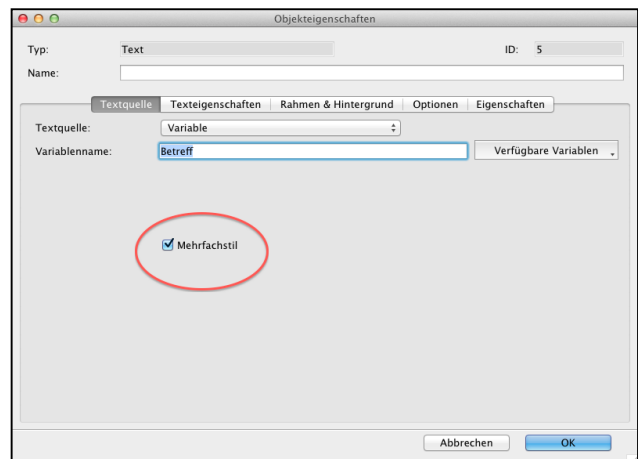 Objekteigenschaften
Typ: Text ID: 5
Name:
Textquelle Texteigenschaften Rahmen & Hintergrund Optionen Eigenschaften
Textquelle: Variable
Variablenname: Betreff Verfügbare Variablen
Mehrfachstil
Abbrechen OK